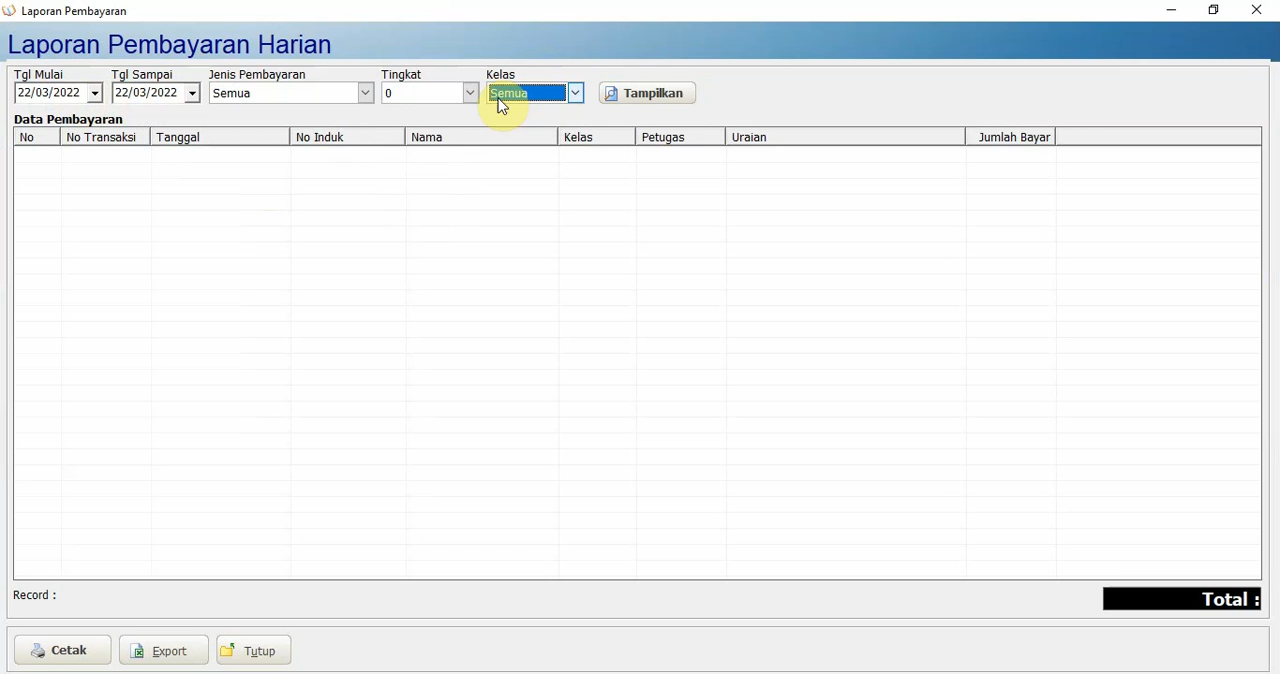 Laporan Pembayaran
Laporan Pembayaran Harian
Tgl Mulai Tgl Sampai Jenis Pembayaran Tingkat Kelas
22/03/2022 22/03/2022 Semua 0 Semua Tampilkan
Data Pembayaran
No No Transaksi Tanggal No Induk Nama Kelas Petugas Uraian Jumlah Bayar
Record : Total :
Cetak Export Tutup